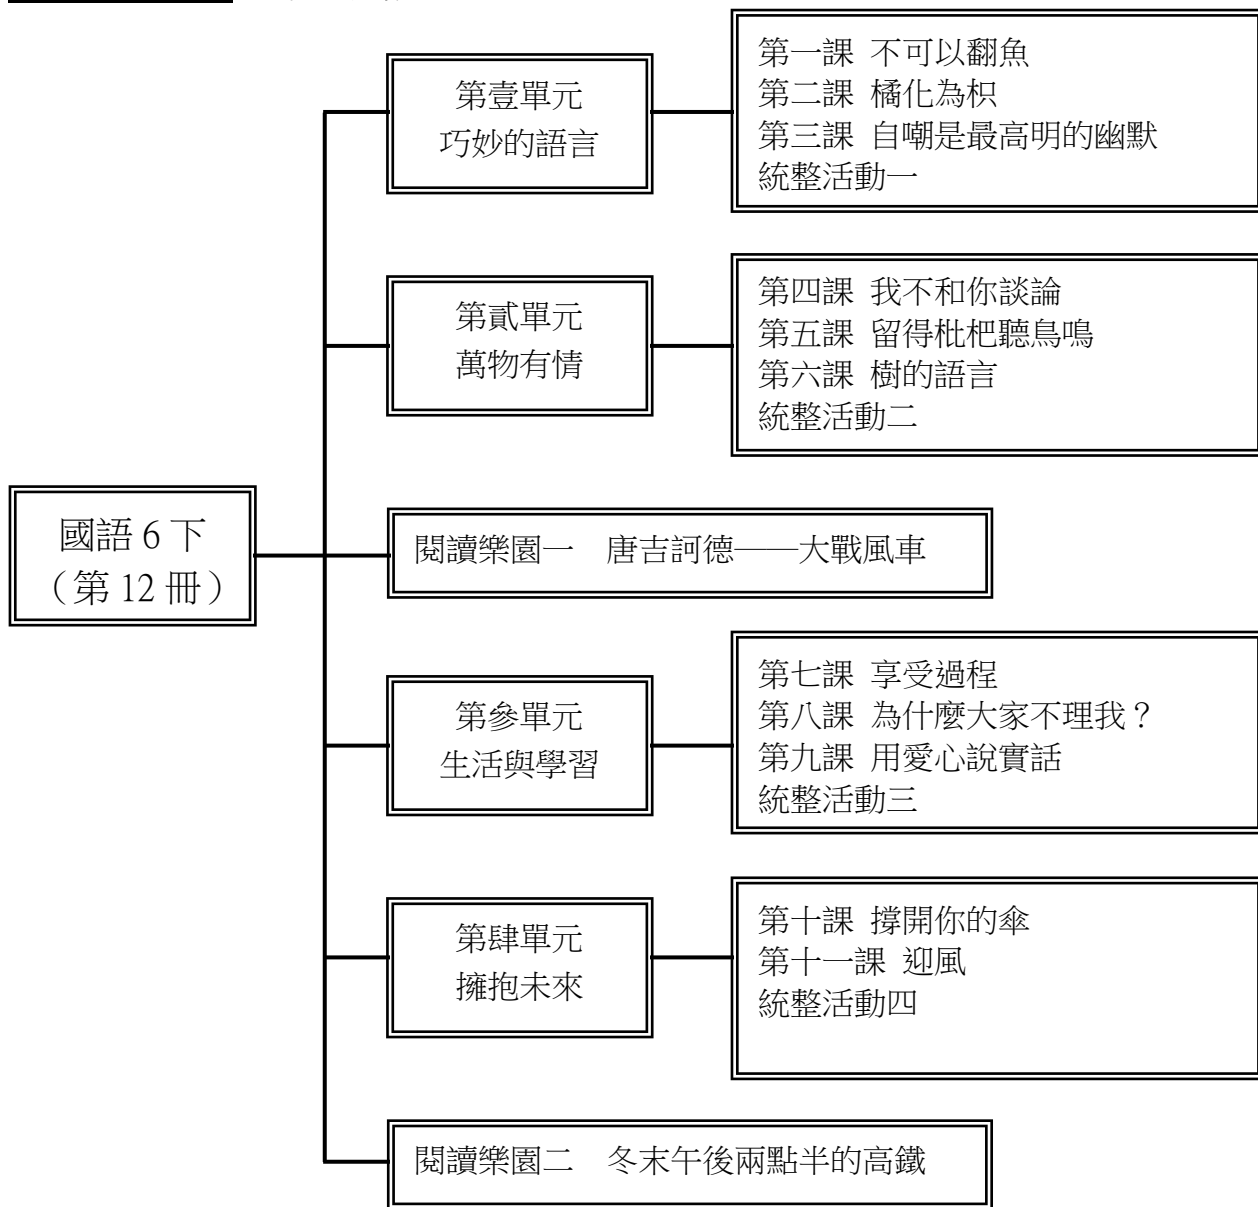 國語 6 下
（第 12 冊）
第壹單元
巧妙的語言
第一課 不可以翻魚
第二課 橘化為枳
第三課 自嘲是最高明的幽默
統整活動一
第貳單元
萬物有情
第四課 我不和你談論
第五課 留得枇杷聽鳥鳴
第六課 樹的語言
統整活動二
閱讀樂園一　唐吉訶德——大戰風車
第參單元
生活與學習
第七課 享受過程
第八課 為什麼大家不理我？
第九課 用愛心說實話
統整活動三
第肆單元
擁抱未來
第十課 撐開你的傘
第十一課 迎風
統整活動四
閱讀樂園二　冬末午後兩點半的高鐵